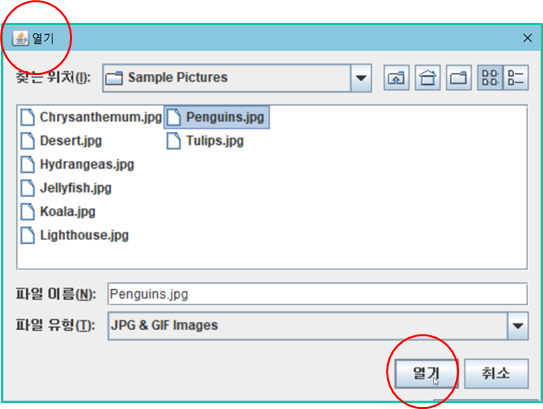 열기
찾는 위치(I): Sample Pictures
Chrysanthemum.jpg Penguins.jpg
Desert.jpg Tulips.jpg
Hydrangeas.jpg
Jellyfish.jpg
Koala.jpg
Lighthouse.jpg
파일 이름(N): Penguins.jpg
파일 유형(T): JPG & GIF Images
열기 취소